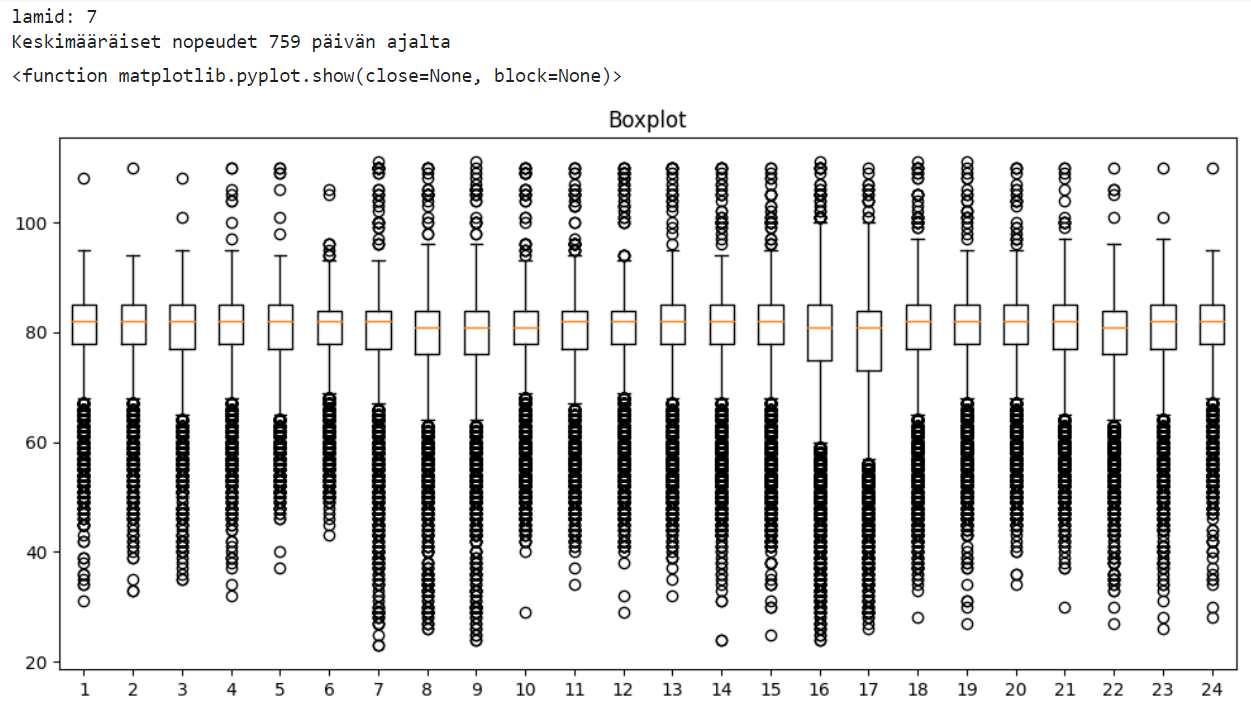 lamid: 7
Keskimääräiset nopeudet 759 päivän ajalta
<function matplotlib.pyplot.show(close=None, block=None)>
Boxplot
100
80
60
40
20
1 2 3 4 5 6 7 8 9 10 11 12 13 14 15 16 17 18 19 20 21 22 23 24